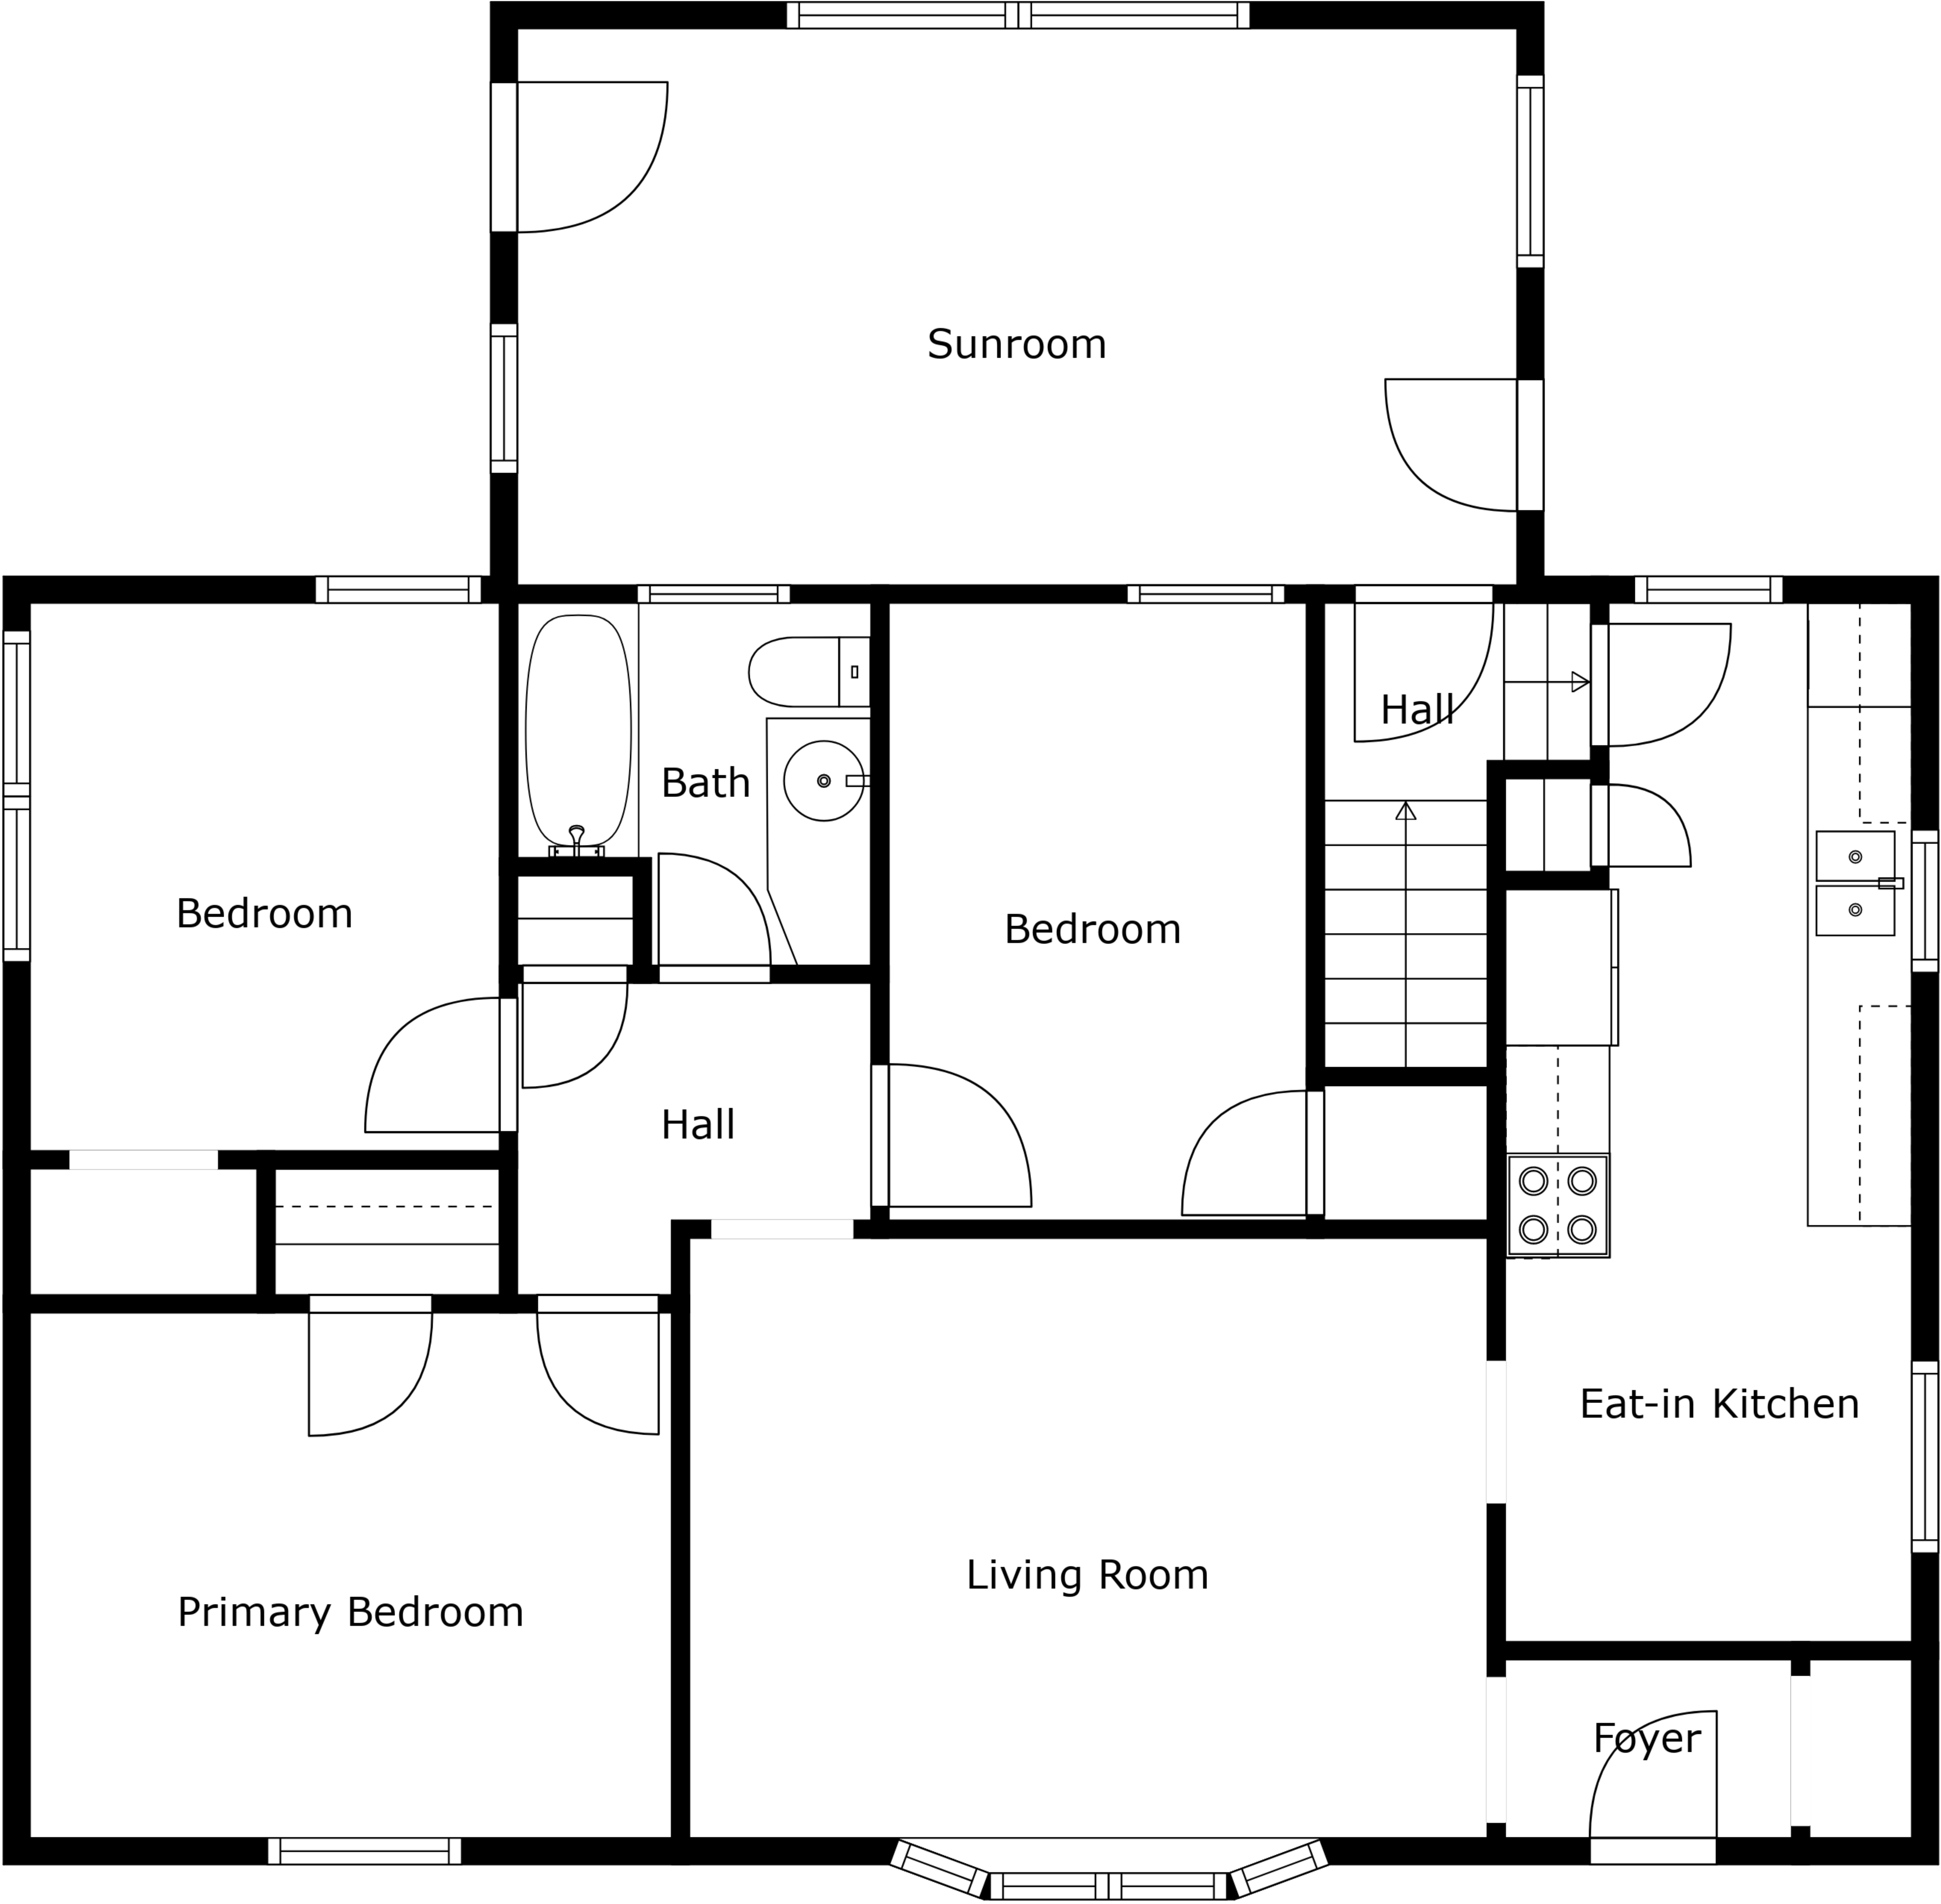 Sunroom
Hall
Bath
Bedroom
Bedroom
Hall
Eat-in Kitchen
Living Room
Primary Bedroom
Foyer